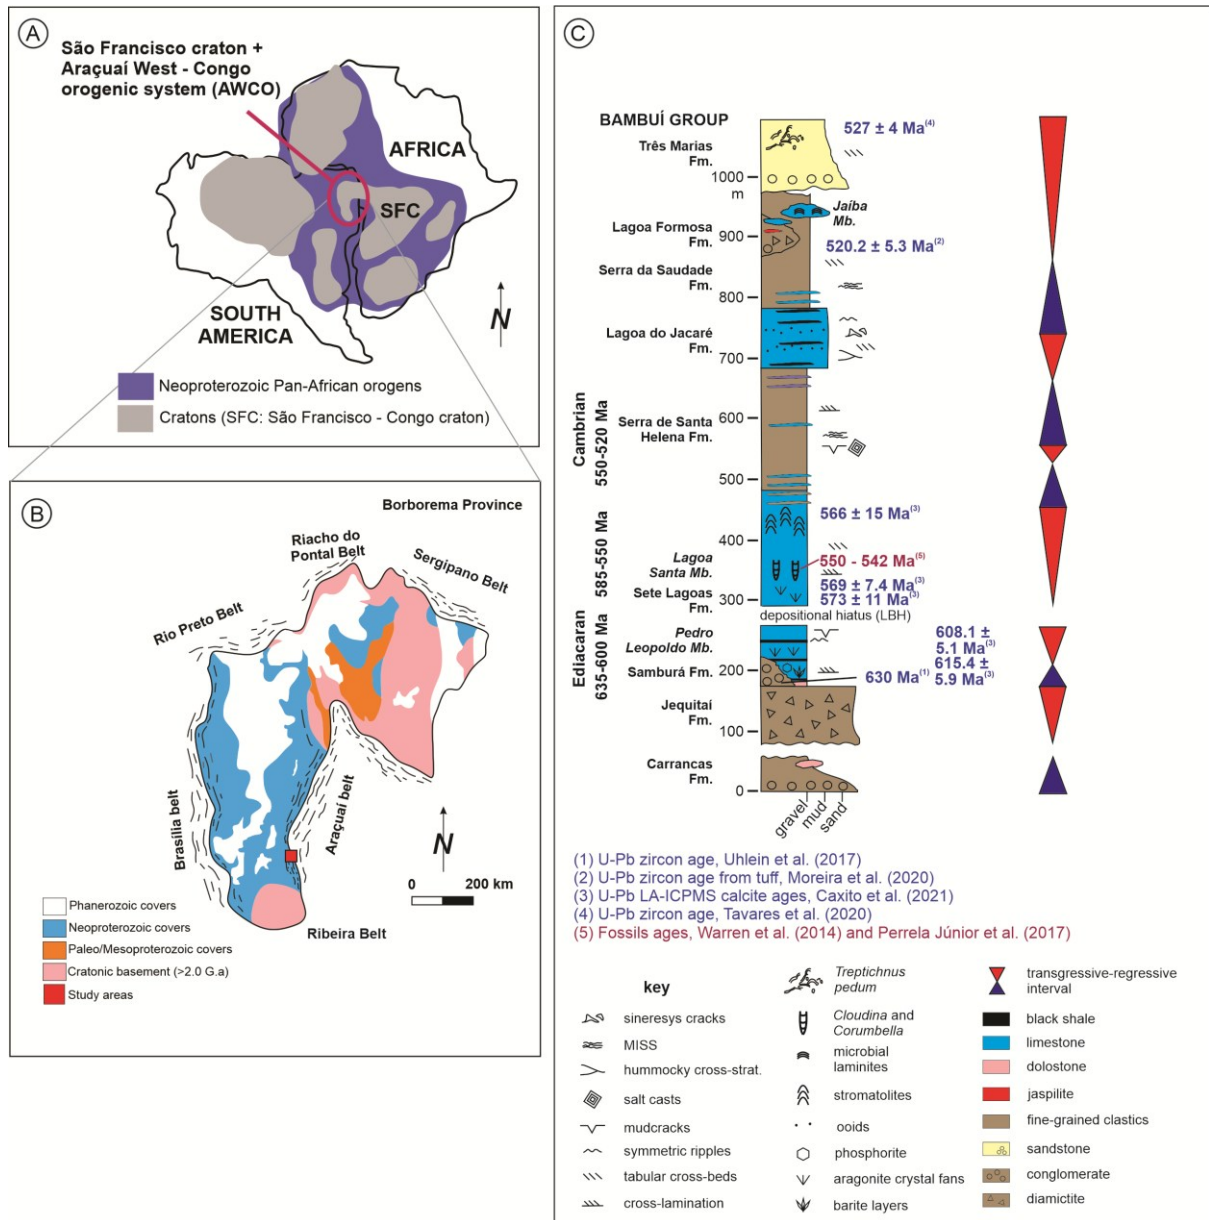 A
São Francisco craton +
Araçuaí West - Congo
orogenic system (AWCO)
AFRICA
SFC
SOUTH
AMERICA
N
Neoproterozoic Pan-African orogens
Cratons (SFC: São Francisco - Congo craton)
B
Borborema Province
Riacho do
Pontal Belt
Sergipano Belt
Rio Preto Belt
Brasília belt
Araçuaí belt
N
0 200 km
Ribeira Belt
Phanerozoic covers
Neoproterozoic covers
Paleo/Mesoproterozoic covers
Cratonic basement (>2.0 G.a)
Study areas
C
BAMBUÍ GROUP
527 ± 4 Ma(4)
Três Marias
Fm.
1000
m
Jaíba
Mb.
Lagoa Formosa
Fm.
900
520.2 ± 5.3 Ma(2)
Serra da Saudade
Fm.
800
Lagoa do Jacaré
Fm.
700
Cambrian
550-520 Ma
600
Serra de Santa
Helena Fm.
500
566 ± 15 Ma(3)
400
585-550 Ma
550 - 542 Ma(5)
Lagoa
Santa Mb.
569 ± 7.4 Ma(3)
Sete Lagoas
Fm.
573 ± 11 Ma(3)
300
depositional hiatus (LBH)
Ediacaran
635-600 Ma
Pedro
Leopoldo Mb.
608.1 ±
5.1 Ma(3)
615.4 ±
5.9 Ma(3)
Samburá Fm.
200
630 Ma(1)
Jequitaí
Fm.
100
Carrancas
Fm.
0
gravel
mud
sand
(1) U-Pb zircon age, Uhlein et al. (2017)
(2) U-Pb zircon age from tuff, Moreira et al. (2020)
(3) U-Pb LA-ICPMS calcite ages, Caxito et al. (2021)
(4) U-Pb zircon age, Tavares et al. (2020)
(5) Fossils ages, Warren et al. (2014) and Perrela Júnior et al. (2017)
key
sineresys cracks
MISS
hummocky cross-strat.
salt casts
mudcracks
symmetric ripples
tabular cross-beds
cross-lamination
Treptichnus
pedum
Cloudina and
Corumbella
microbial
laminites
stromatolites
ooids
phosphorite
aragonite crystal fans
barite layers
transgressive-regressive
interval
black shale
limestone
dolostone
jaspilite
fine-grained clastics
sandstone
conglomerate
diamictite